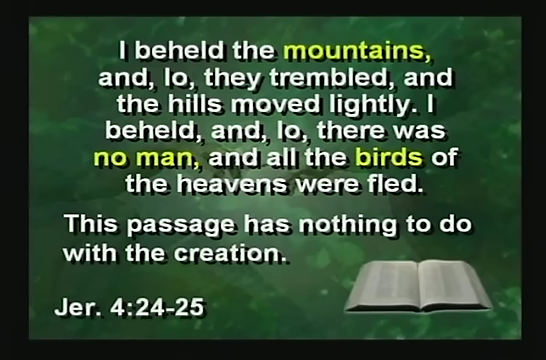 I beheld the mountains,
and, lo, they trembled, and
the hills moved lightly. I
beheld, and, lo, there was
no man, and all the birds of
the heavens were fled.
This passage has nothing to do
with the creation.
Jer. 4:24-25